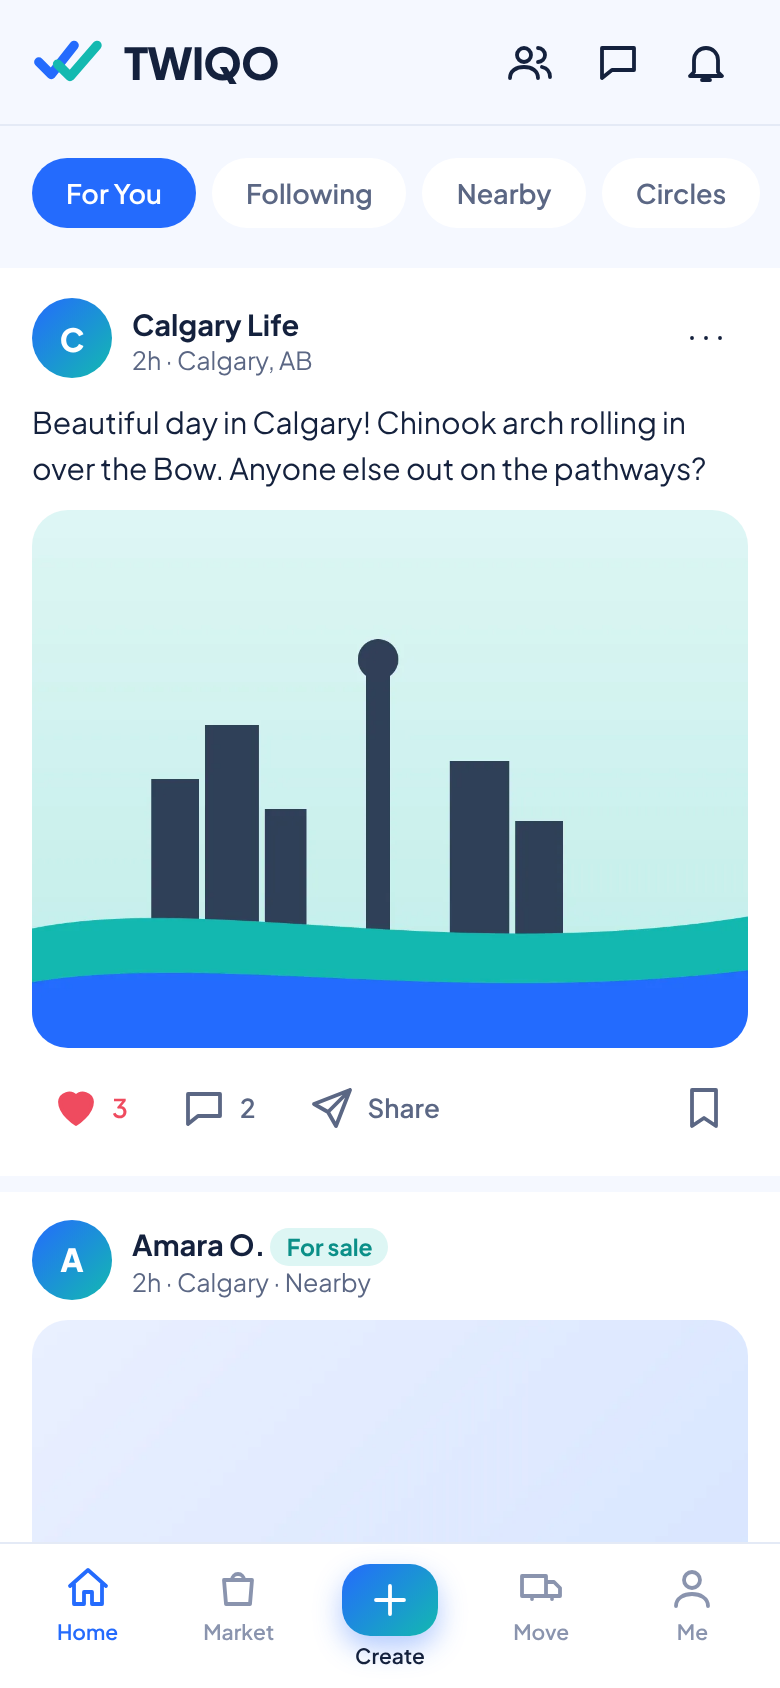 TWIQO
For You
Following
Nearby
Circles
C
Calgary Life
2h · Calgary, AB
...
Beautiful day in Calgary! Chinook arch rolling in
over the Bow. Anyone else out on the pathways?
3
2
Share
A
Amara O.
For sale
2h · Calgary · Nearby
Home
Market
Create
Move
Me